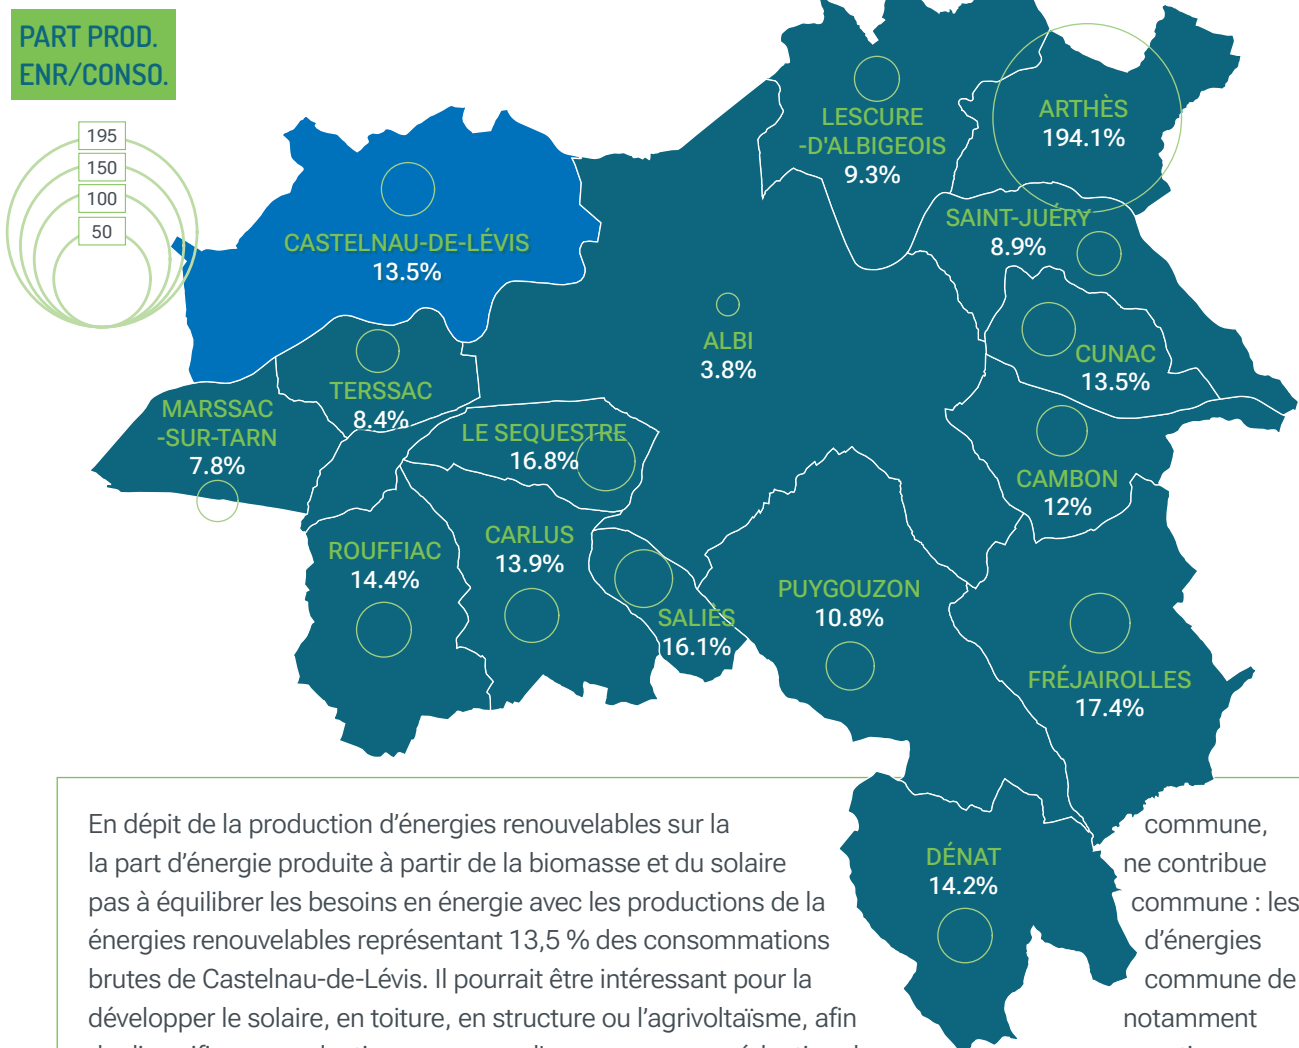 PART PROD.
ENR/CONSO.
195
150
100
50
LESCURE
-D'ALBIGEOIS
9.3%
ARTHÈS
194.1%
CASTELNAU-DE-LÉVIS
13.5%
SAINT-JUÉRY
8.9%
ALBI
3.8%
CUNAC
13.5%
TERSSAC
8.4%
MARSSAC
-SUR-TARN
7.8%
LE SEQUESTRE
16.8%
CAMBON
12%
ROUFFIAC
14.4%
CARLUS
13.9%
SALIÈS
16.1%
PUYGOUZON
10.8%
FRÉJAIROLLES
17.4%
DÉNAT
14.2%
En dépit de la production d'énergies renouvelables sur la commune,
la part d'énergie produite à partir de la biomasse et du solaire ne contribue
pas à équilibrer les besoins en énergie avec les productions de la commune : les
énergies renouvelables représentant 13,5 % des consommations d'énergies
brutes de Castelnau-de-Lévis. Il pourrait être intéressant pour la commune de
développer le solaire, en toiture, en structure ou l'agrivoltaïsme, afin notamment